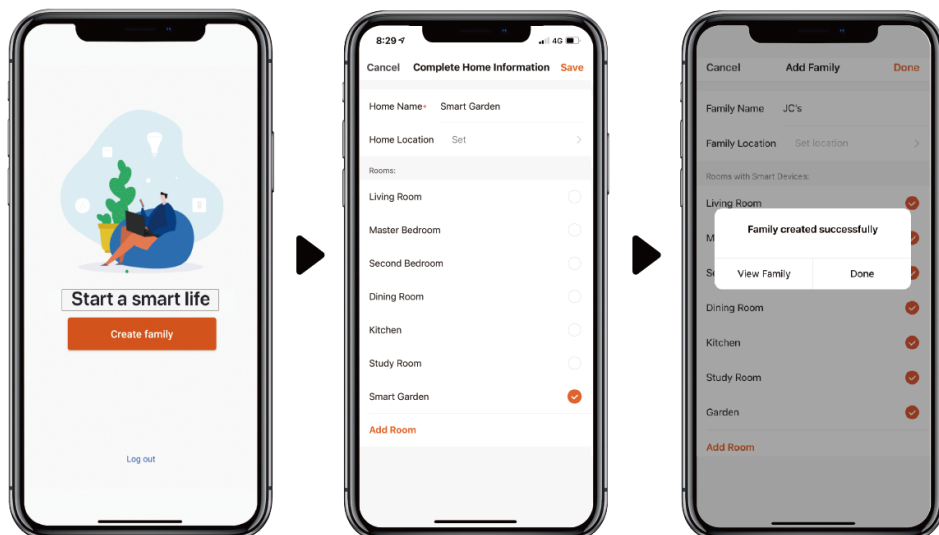 Start a smart life
Create family
Log out
8:29
4G
Cancel Complete Home Information Save
Home Name• Smart Garden
Home Location Set
Rooms:
Living Room
Master Bedroom
Second Bedroom
Dining Room
Kitchen
Study Room
Smart Garden
Add Room
Cancel Add Family Done
Family Name JC's
Family Location Set location
Rooms with Smart Devices:
Living Room
M
Family created successfully
Se
View Family Done
Dining Room
Kitchen
Study Room
Garden
Add Room